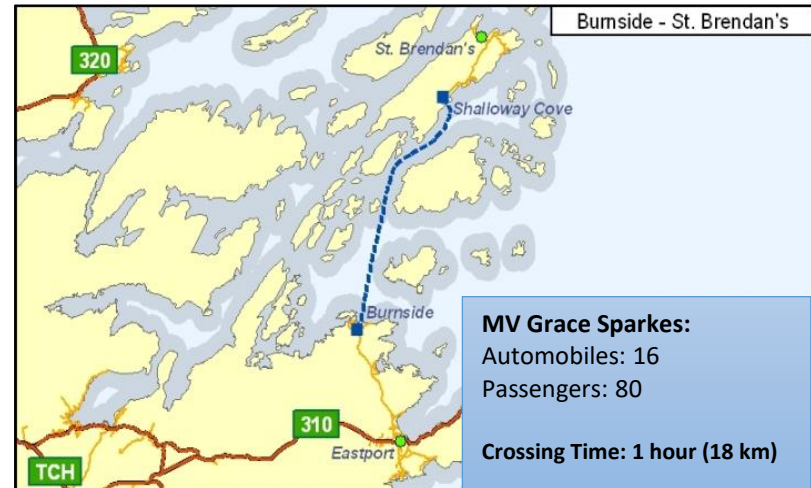 Burnside - St. Brendan's
St. Brendan's
320
Shalloway Cove
Burnside
MV Grace Sparkes:
Automobiles: 16
Passengers: 80
310
Eastport
Crossing Time: 1 hour (18 km)
TCH